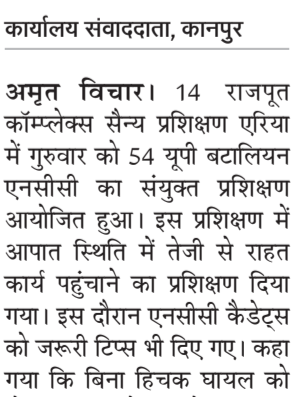 कार्यालय संवाददाता, कानपुर
अमृत विचार। 14 राजपूत
कॉम्प्लेक्स सैन्य प्रशिक्षण एरिया
में गुरुवार को 54 यूपी बटालियन
एनसीसी का संयुक्त प्रशिक्षण
आयोजित हुआ। इस प्रशिक्षण में
आपात स्थिति में तेजी से राहत
कार्य पहुंचाने का प्रशिक्षण दिया
गया। इस दौरान एनसीसी कैडेट्स
को जरूरी टिप्स भी दिए गए। कहा
गया कि बिना हिचक घायल को